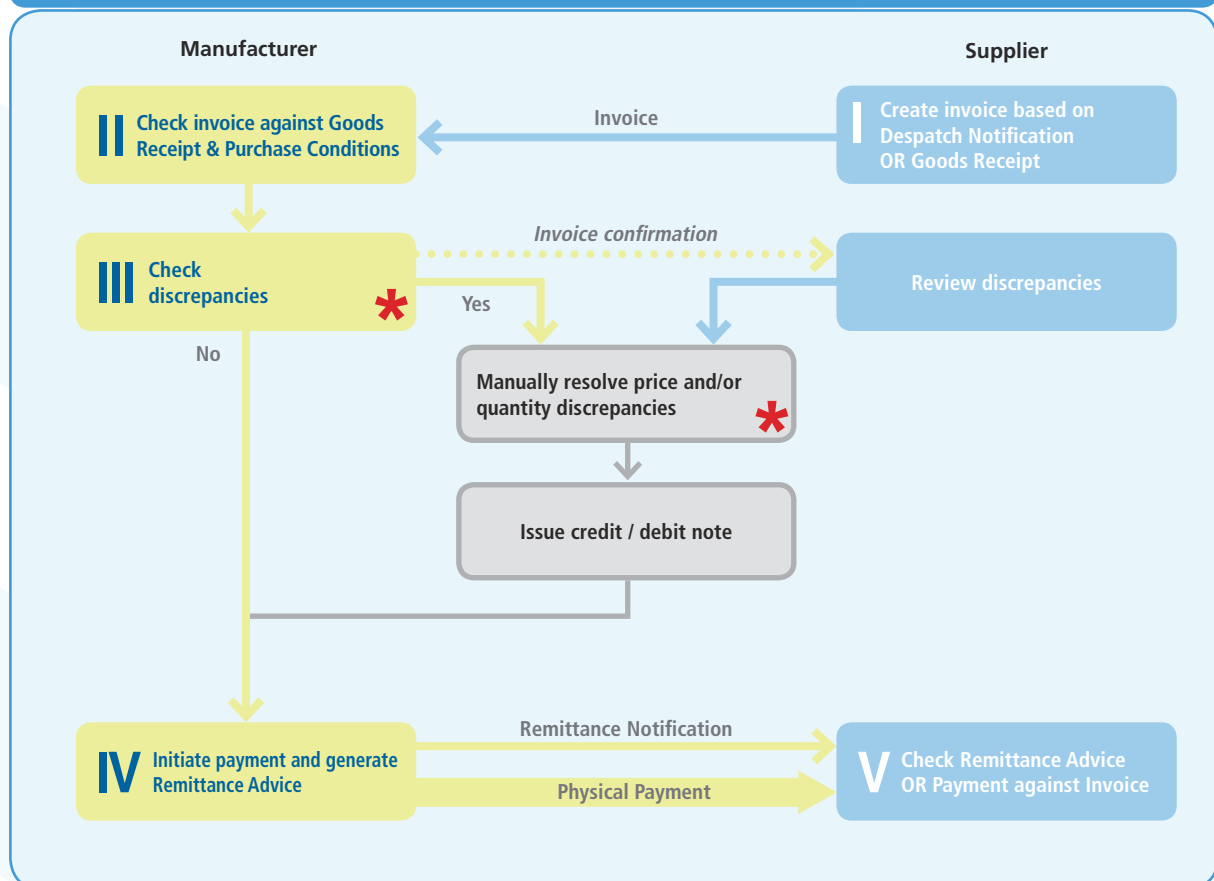 Manufacturer
Supplier
II
Check invoice against Goods
Receipt & Purchase Conditions
Invoice
I
Create invoice based on
Despatch Notification
OR Goods Receipt
III
Check
discrepancies
*
Invoice confirmation
Review discrepancies
Yes
No
Manually resolve price and/or
quantity discrepancies
*
Issue credit / debit note
IV
Initiate payment and generate
Remittance Advice
Remittance Notification
Physical Payment
V
Check Remittance Advice
OR Payment against Invoice